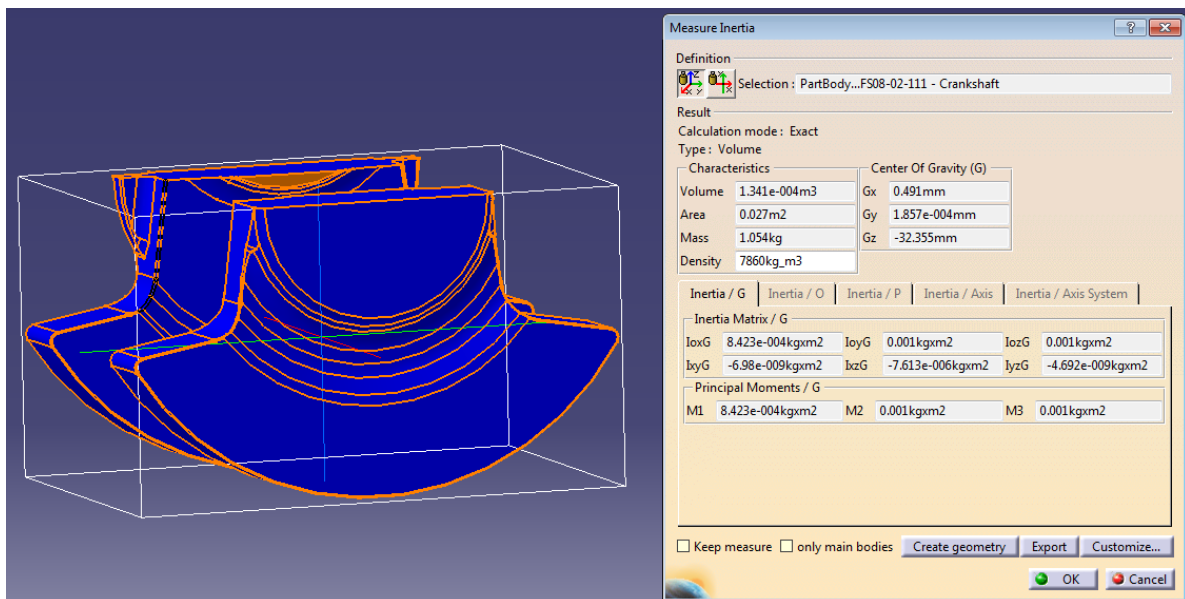 Measure Inertia
Definition
Selection : PartBody...FS08-02-111 - Crankshaft
Result
Calculation mode : Exact
Type : Volume
Characteristics
Volume 1.341e-004m3
Area 0.027m2
Mass 1.054kg
Density 7860kg_m3
Center Of Gravity (G)
Gx 0.491mm
Gy 1.857e-004mm
Gz -32.355mm
Inertia / G Inertia / O Inertia / P Inertia / Axis Inertia / Axis System
Inertia Matrix / G
IoxG 8.423e-004kgxm2 IoyG 0.001kgxm2 IozG 0.001kgxm2
IxyG -6.98e-009kgxm2 IxzG -7.613e-006kgxm2 IyzG -4.692e-009kgxm2
Principal Moments / G
M1 8.423e-004kgxm2 M2 0.001kgxm2 M3 0.001kgxm2
Keep measure only main bodies Create geometry Export Customize...
OK Cancel